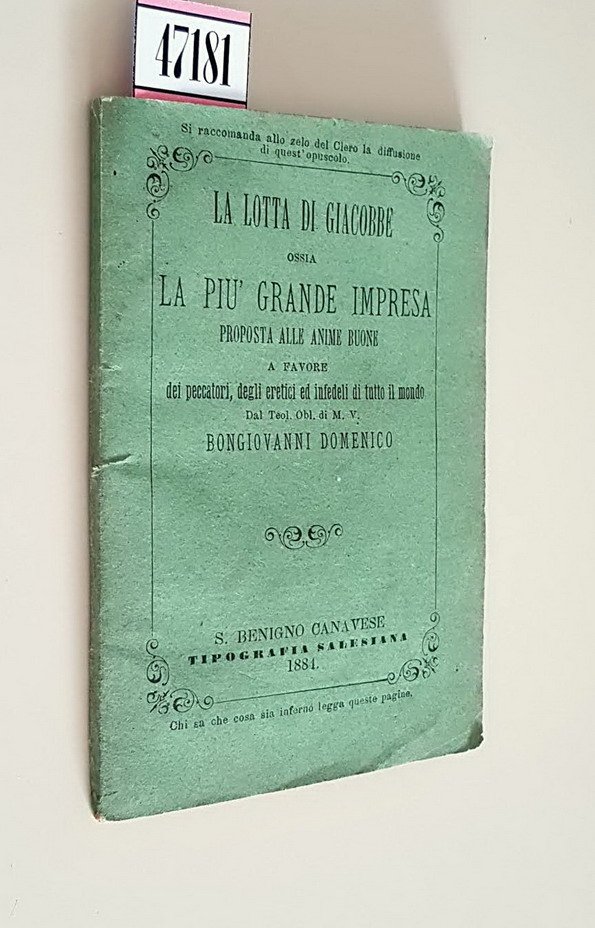 47181
Si raccomanda allo zelo del Clero la diffusione
di quest'opuscolo.
LA LOTTA DI GIACOBBE
OSSIA
LA PIU' GRANDE IMPRESA
PROPOSTA ALLE ANIME BUONE
A FAVORE
dei peccatori, degli eretici ed infedeli di tutto il mondo
Dal Teol. Obl. di M. V.
BONGIOVANNI DOMENICO
S. BENIGNO CANAVESE
TIPOGRAFIA SALESIANA
1884.
Chi sa che cosa sia inferno legga queste pagine.